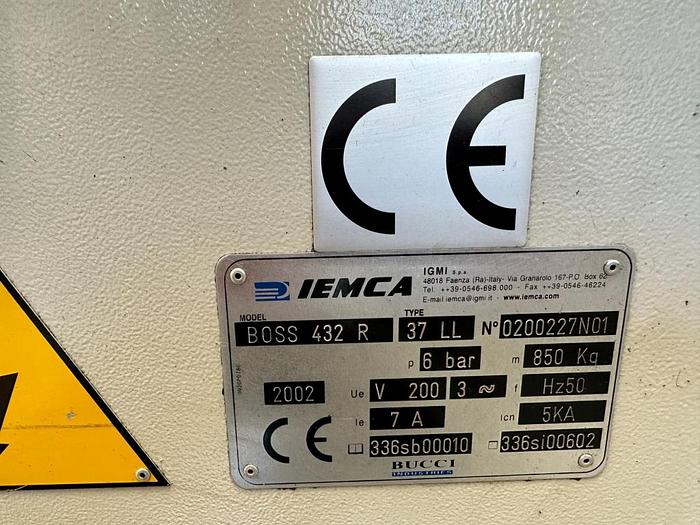 CE
IGMI S.p.a.
48018 Faenza (Ra)-Italy- Via Granarolo 167-P.O. Box 62
IEMCA
Tel. ++39-0546-698.000 - Fax ++39-0546-46224
E-mail iemca@igmi.it - www.iemca.com
MODEL TYPE
BOSS 432 R 37 LL N° 0200227N01
p 6 bar m 850 Kg
2002 Ue V 200 3 f Hz50
Ie 7 A Icn 5KA
CE
336sb00010 336si00602
BUCCI
INDUSTRIES